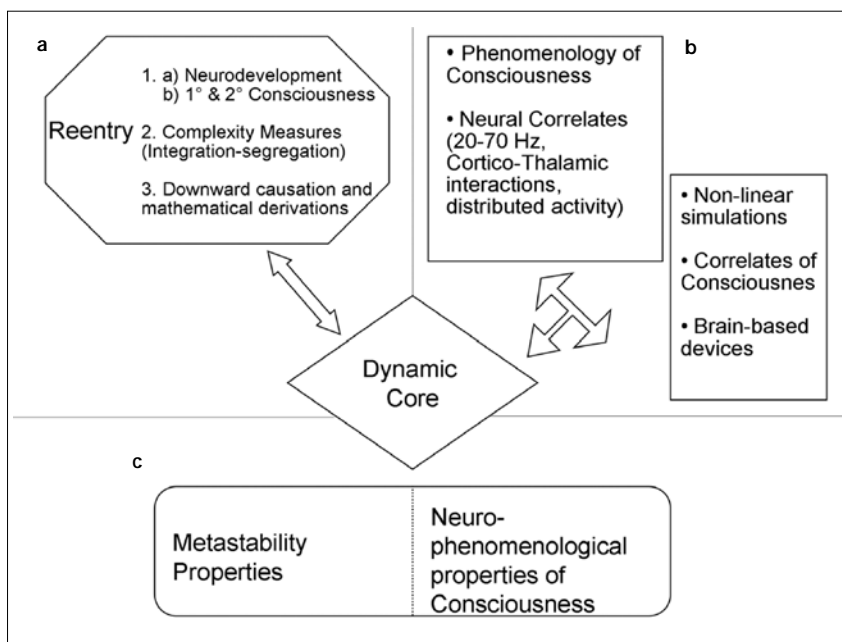 a
1. a) Neurodevelopment
b) 1° & 2° Consciousness
Reentry
2. Complexity Measures
(Integration-segregation)
3. Downward causation and
mathematical derivations
b
• Phenomenology of
Consciousness
• Neural Correlates
(20-70 Hz,
Cortico-Thalamic
interactions,
distributed activity)
• Non-linear
simulations
• Correlates of
Consciousnes
• Brain-based
devices
Dynamic
Core
c
Metastability
Properties
Neuro-
phenomenological
properties of
Consciousness